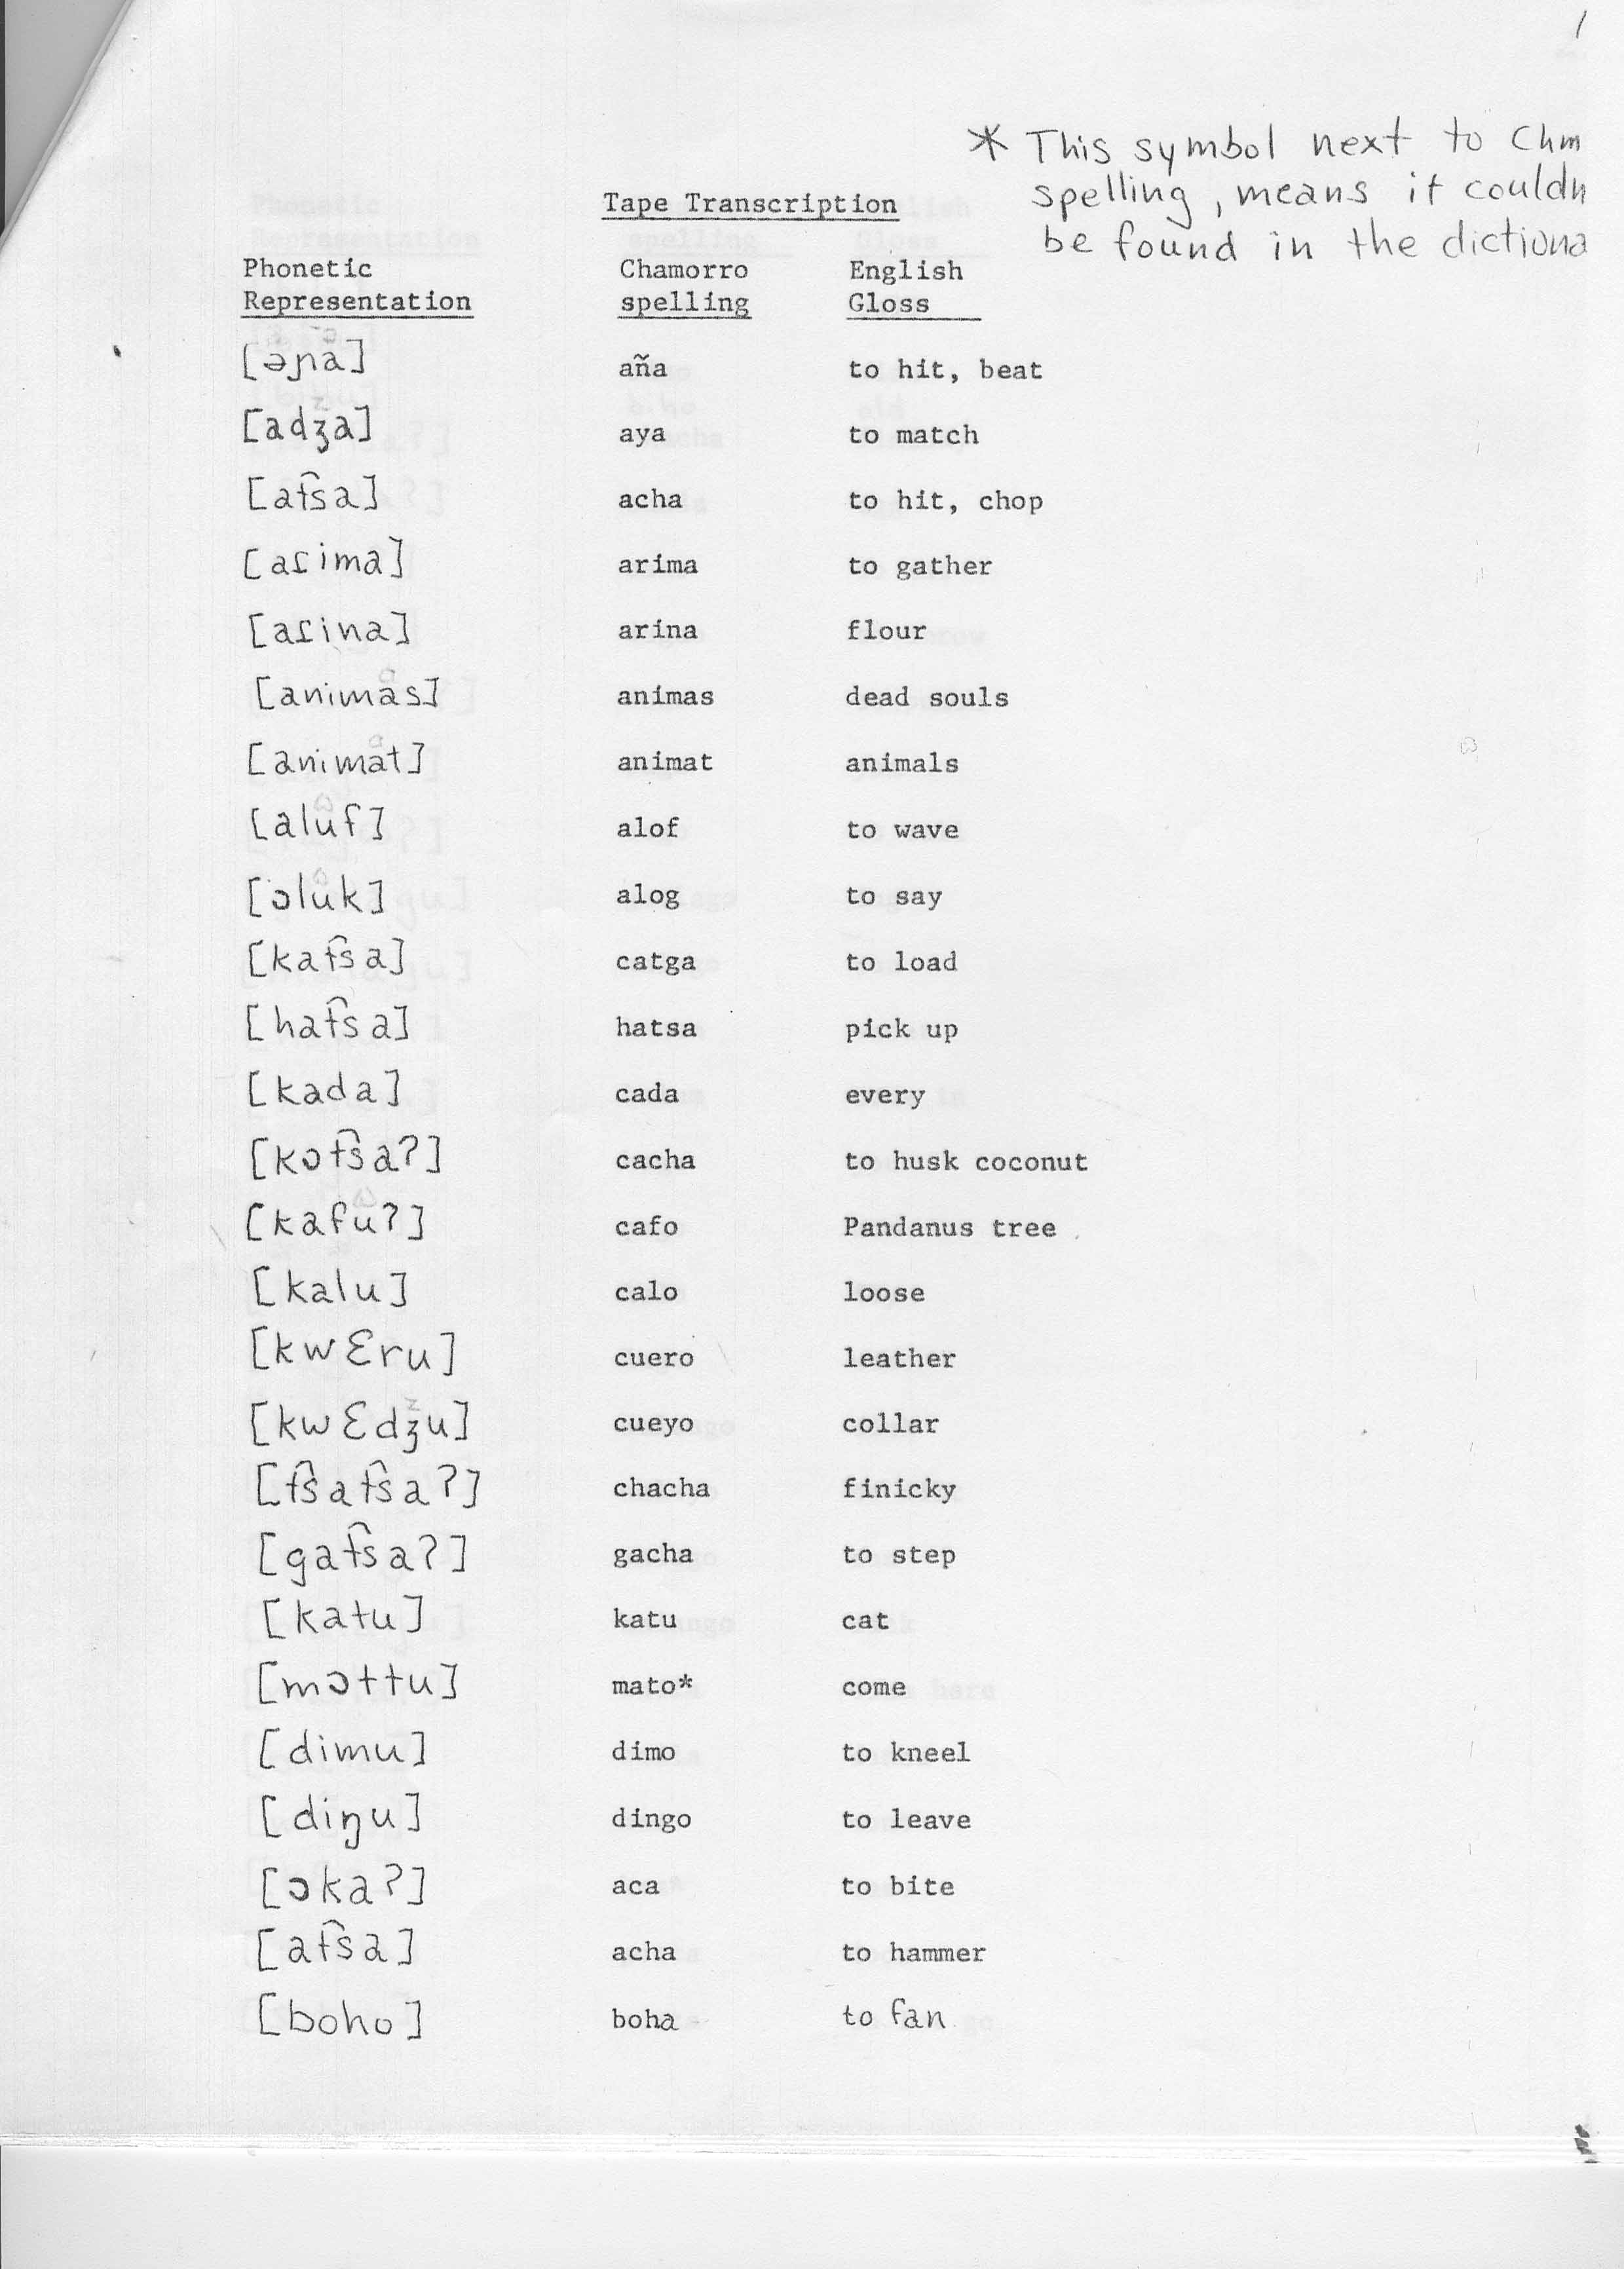 1
* This symbol next to Chm
spelling, means it couldn
be found in the dictiona
Tape Transcription
Phonetic Chamorro English
Representation spelling Gloss
[əɲa] aña to hit, beat
[adʒa] aya to match
[at͡sa] acha to hit, chop
[aɾima] arima to gather
[aɾina] arina flour
[animas] animas dead souls
[animat] animat animals
[aluf] alof to wave
[ɔluk] alog to say
[kat͡sa] catga to load
[hat͡sa] hatsa pick up
[kada] cada every
[kɔt͡saʔ] cacha to husk coconut
[kafuʔ] cafo Pandanus tree
[kalu] calo loose
[kwɛru] cuero leather
[kwɛdʒu] cueyo collar
[t͡sat͡saʔ] chacha finicky
[gat͡saʔ] gacha to step
[katu] katu cat
[mɔttu] mato* come
[dimu] dimo to kneel
[diŋu] dingo to leave
[ɔkaʔ] aca to bite
[at͡sa] acha to hammer
[boho] boha to fan